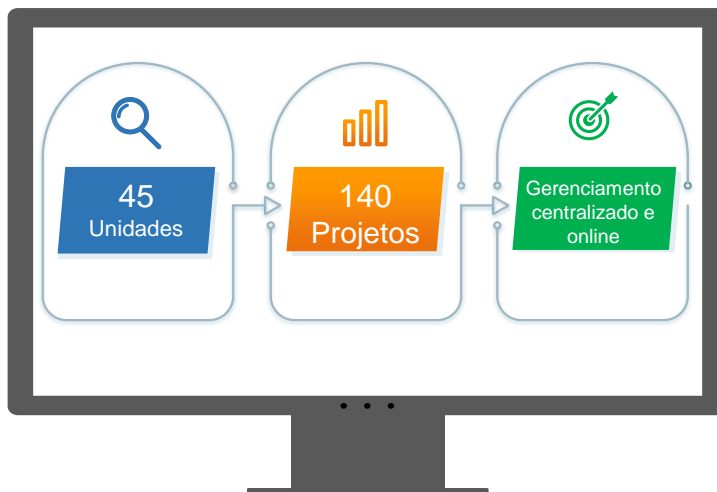 45
Unidades
140
Projetos
Gerenciamento
centralizado e
online